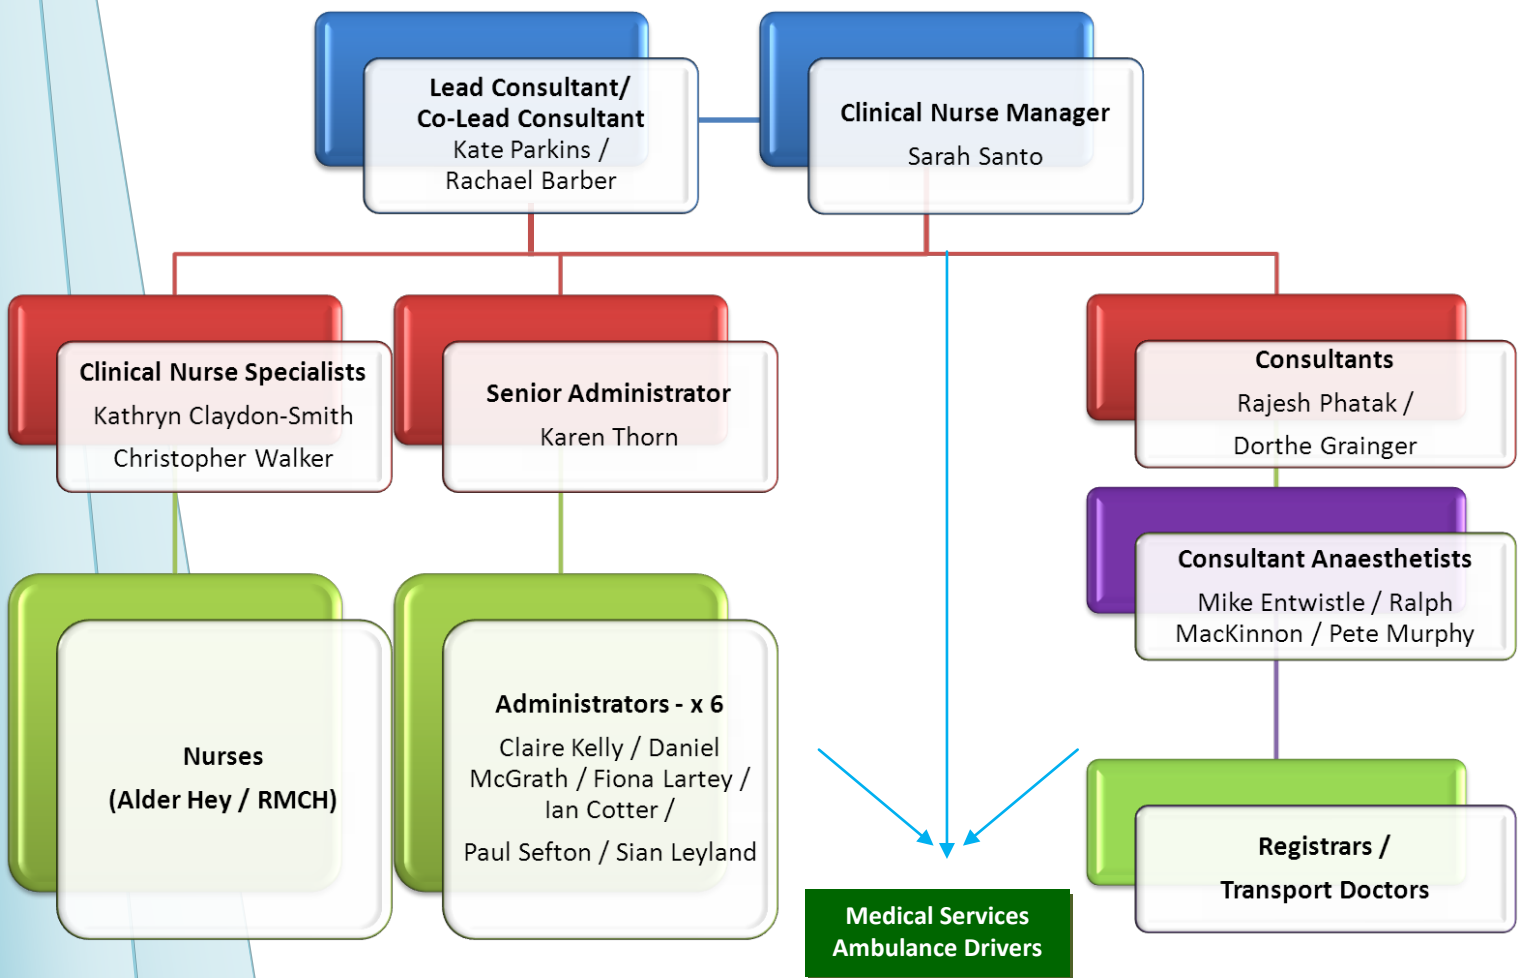 Lead Consultant/
Co-Lead Consultant
Kate Parkins /
Rachael Barber
Clinical Nurse Manager
Sarah Santo
Clinical Nurse Specialists
Kathryn Claydon-Smith
Christopher Walker
Senior Administrator
Karen Thorn
Consultants
Rajesh Phatak /
Dorthe Grainger
Consultant Anaesthetists
Mike Entwistle / Ralph
MacKinnon / Pete Murphy
Nurses
(Alder Hey / RMCH)
Administrators - x 6
Claire Kelly / Daniel
McGrath / Fiona Lartey /
Ian Cotter /
Paul Sefton / Sian Leyland
Registrars /
Transport Doctors
Medical Services
Ambulance Drivers